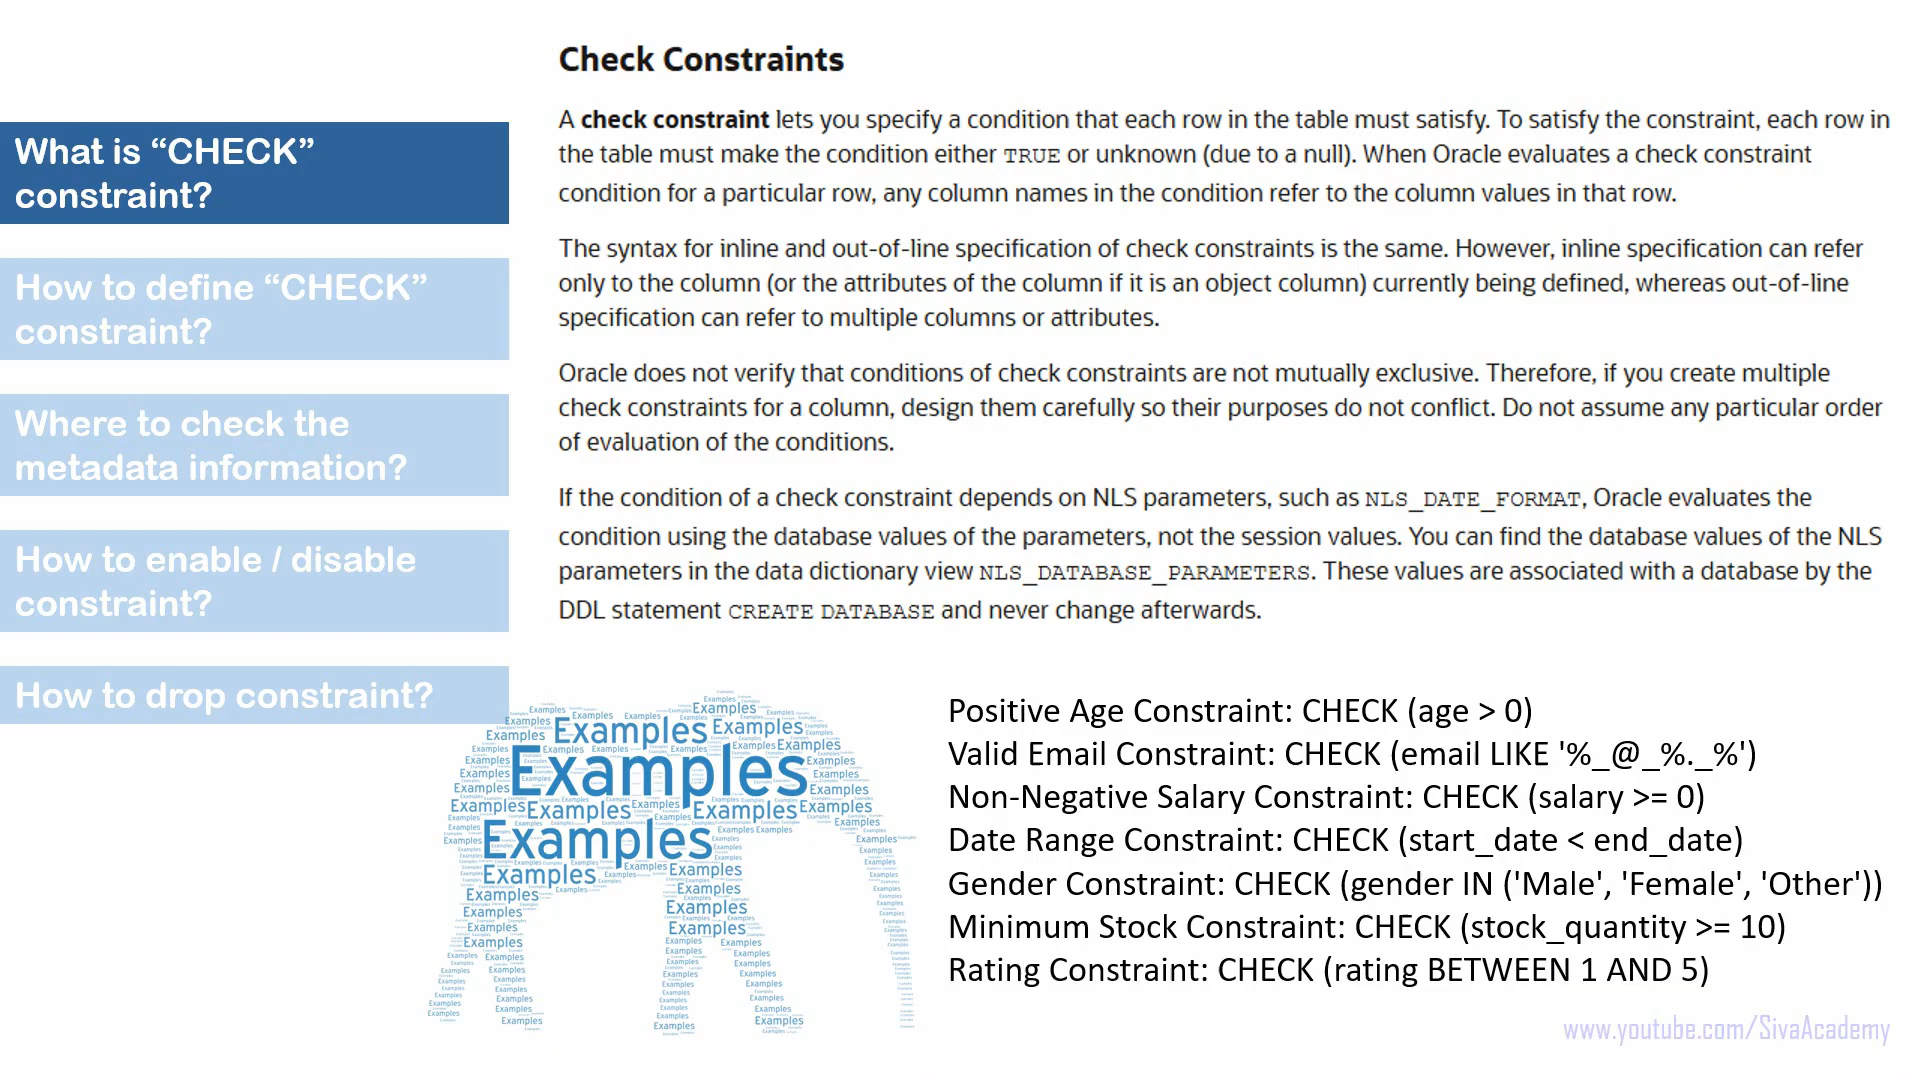 Check Constraints
A check constraint lets you specify a condition that each row in the table must satisfy. To satisfy the constraint, each row in
the table must make the condition either TRUE or unknown (due to a null). When Oracle evaluates a check constraint
condition for a particular row, any column names in the condition refer to the column values in that row.
The syntax for inline and out-of-line specification of check constraints is the same. However, inline specification can refer
only to the column (or the attributes of the column if it is an object column) currently being defined, whereas out-of-line
specification can refer to multiple columns or attributes.
Oracle does not verify that conditions of check constraints are not mutually exclusive. Therefore, if you create multiple
check constraints for a column, design them carefully so their purposes do not conflict. Do not assume any particular order
of evaluation of the conditions.
If the condition of a check constraint depends on NLS parameters, such as NLS_DATE_FORMAT, Oracle evaluates the
condition using the database values of the parameters, not the session values. You can find the database values of the NLS
parameters in the data dictionary view NLS_DATABASE_PARAMETERS. These values are associated with a database by the
DDL statement CREATE DATABASE and never change afterwards.
What is “CHECK”
constraint?
How to define “CHECK”
constraint?
Where to check the
metadata information?
How to enable / disable
constraint?
How to drop constraint?
Examples
Examples
Examples
Examples
Examples
Examples
Examples
Positive Age Constraint: CHECK (age > 0)
Valid Email Constraint: CHECK (email LIKE '%_@_%._%')
Non-Negative Salary Constraint: CHECK (salary >= 0)
Date Range Constraint: CHECK (start_date < end_date)
Gender Constraint: CHECK (gender IN ('Male', 'Female', 'Other'))
Minimum Stock Constraint: CHECK (stock_quantity >= 10)
Rating Constraint: CHECK (rating BETWEEN 1 AND 5)
www.youtube.com/SivaAcademy